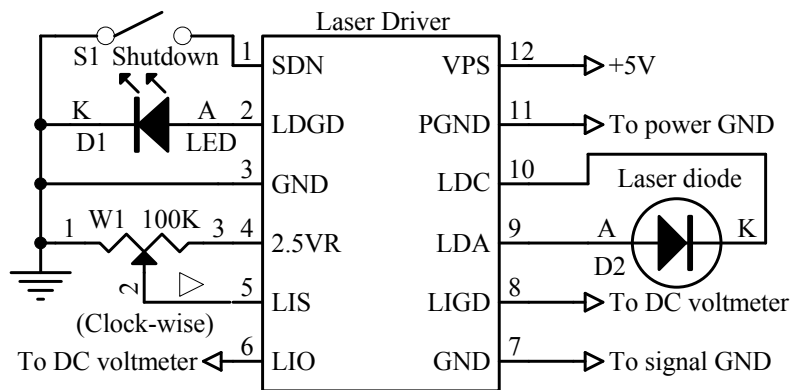 Laser Driver
S1 Shutdown 1 SDN VPS 12 +5V
K A 2 LDGD PGND 11 To power GND
D1 LED
3 GND LDC 10
Laser diode
1 W1 100K 3 4 2.5VR LDA 9 A K
D2
2 5 LIS LIGD 8 To DC voltmeter
(Clock-wise)
To DC voltmeter 6 LIO GND 7 To signal GND